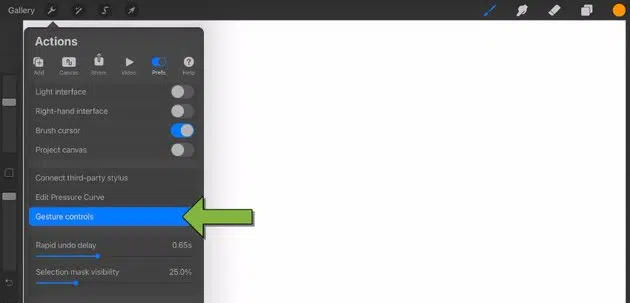 Gallery
Actions
Add Canvas Share Video Prefs Help
Light interface
Right-hand interface
Brush cursor
Project canvas
Connect third-party stylus
Edit Pressure Curve
Gesture controls
Rapid undo delay 0.65s
Selection mask visibility 25.0%